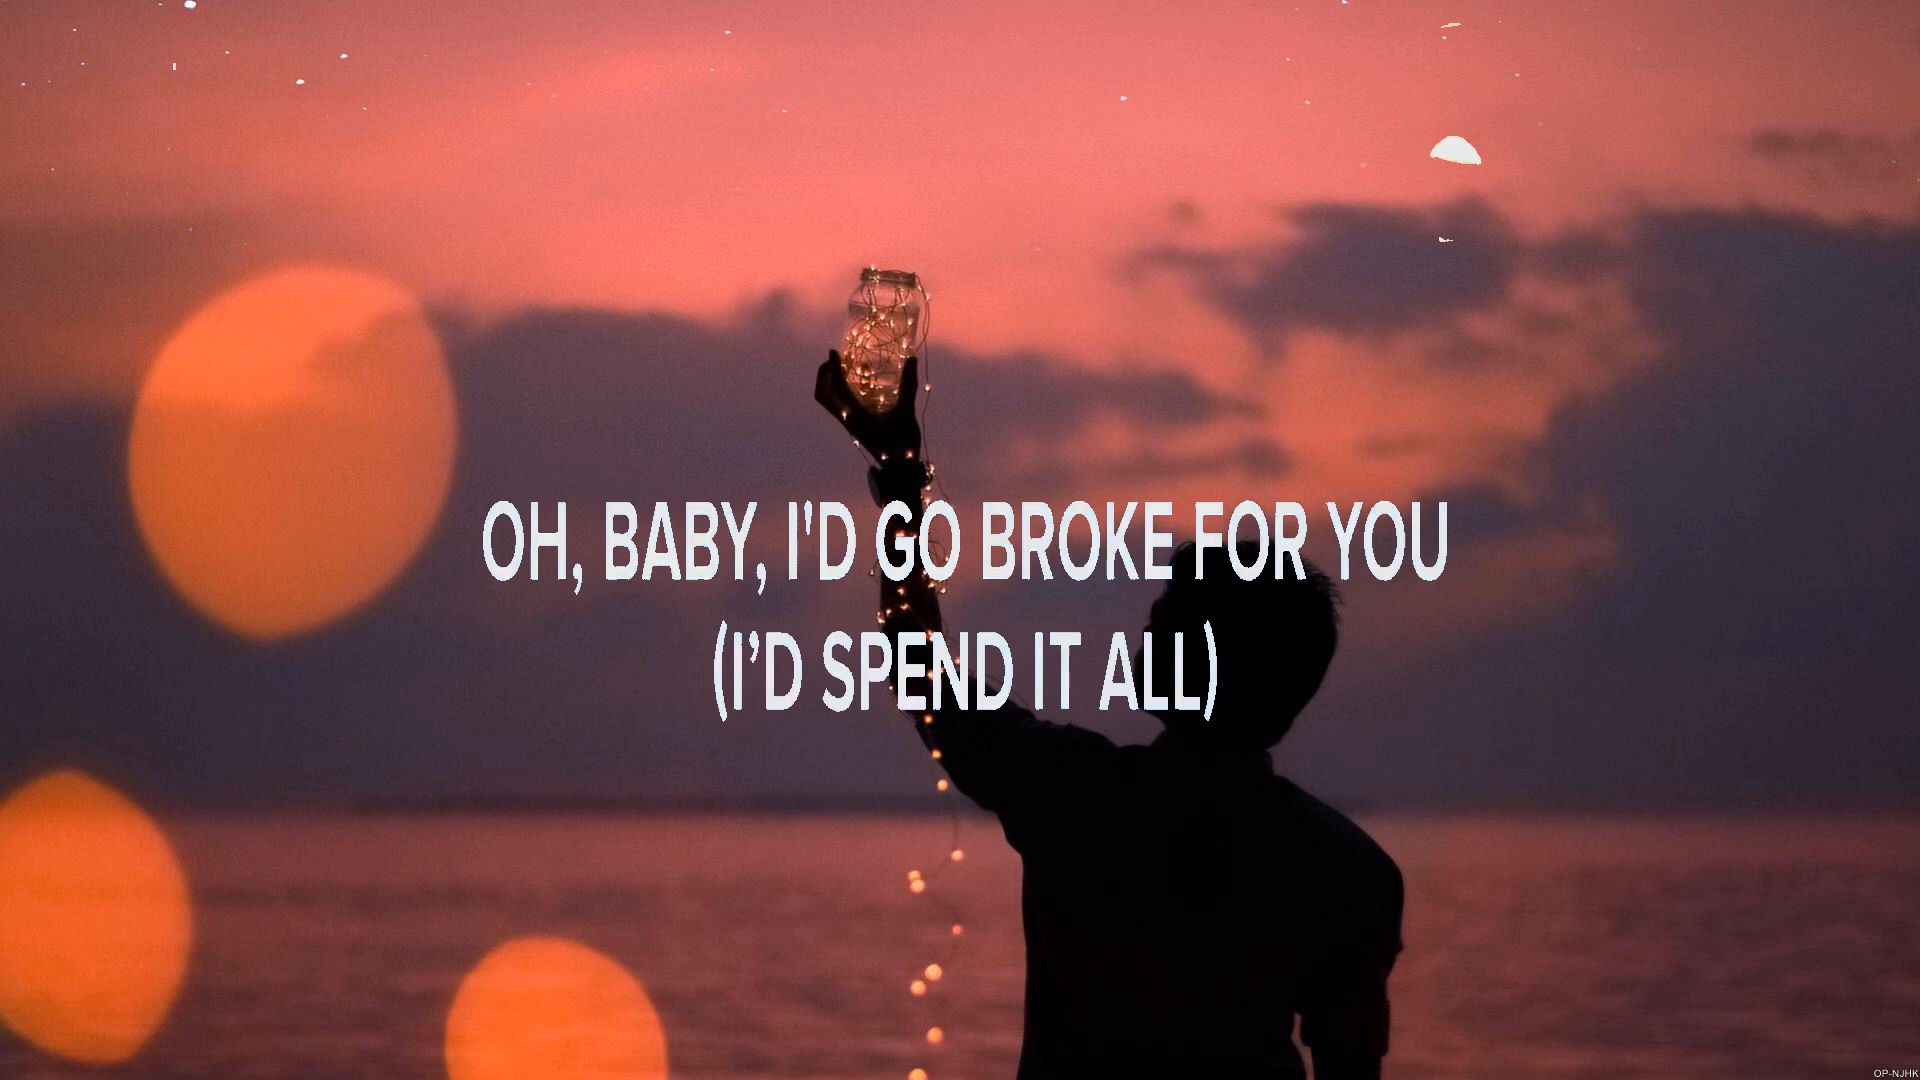 OH, BABY, I'D GO BROKE FOR YOU
(I’D SPEND IT ALL)
OP-NJHK